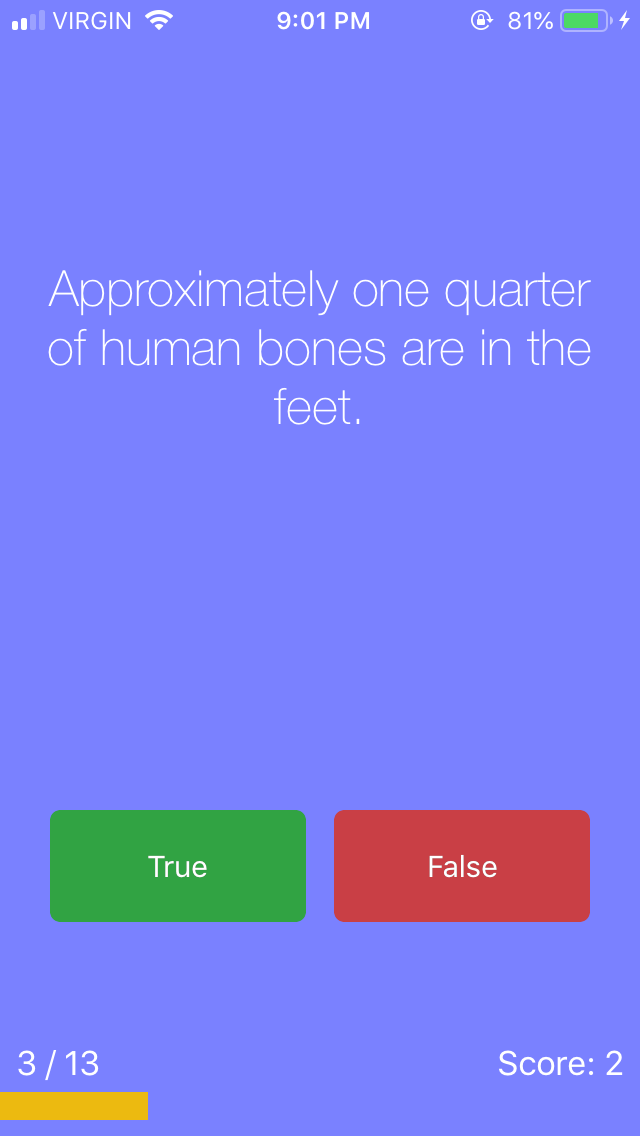 VIRGIN 9:01 PM 81%
Approximately one quarter
of human bones are in the
feet.
True False
3 / 13 Score: 2